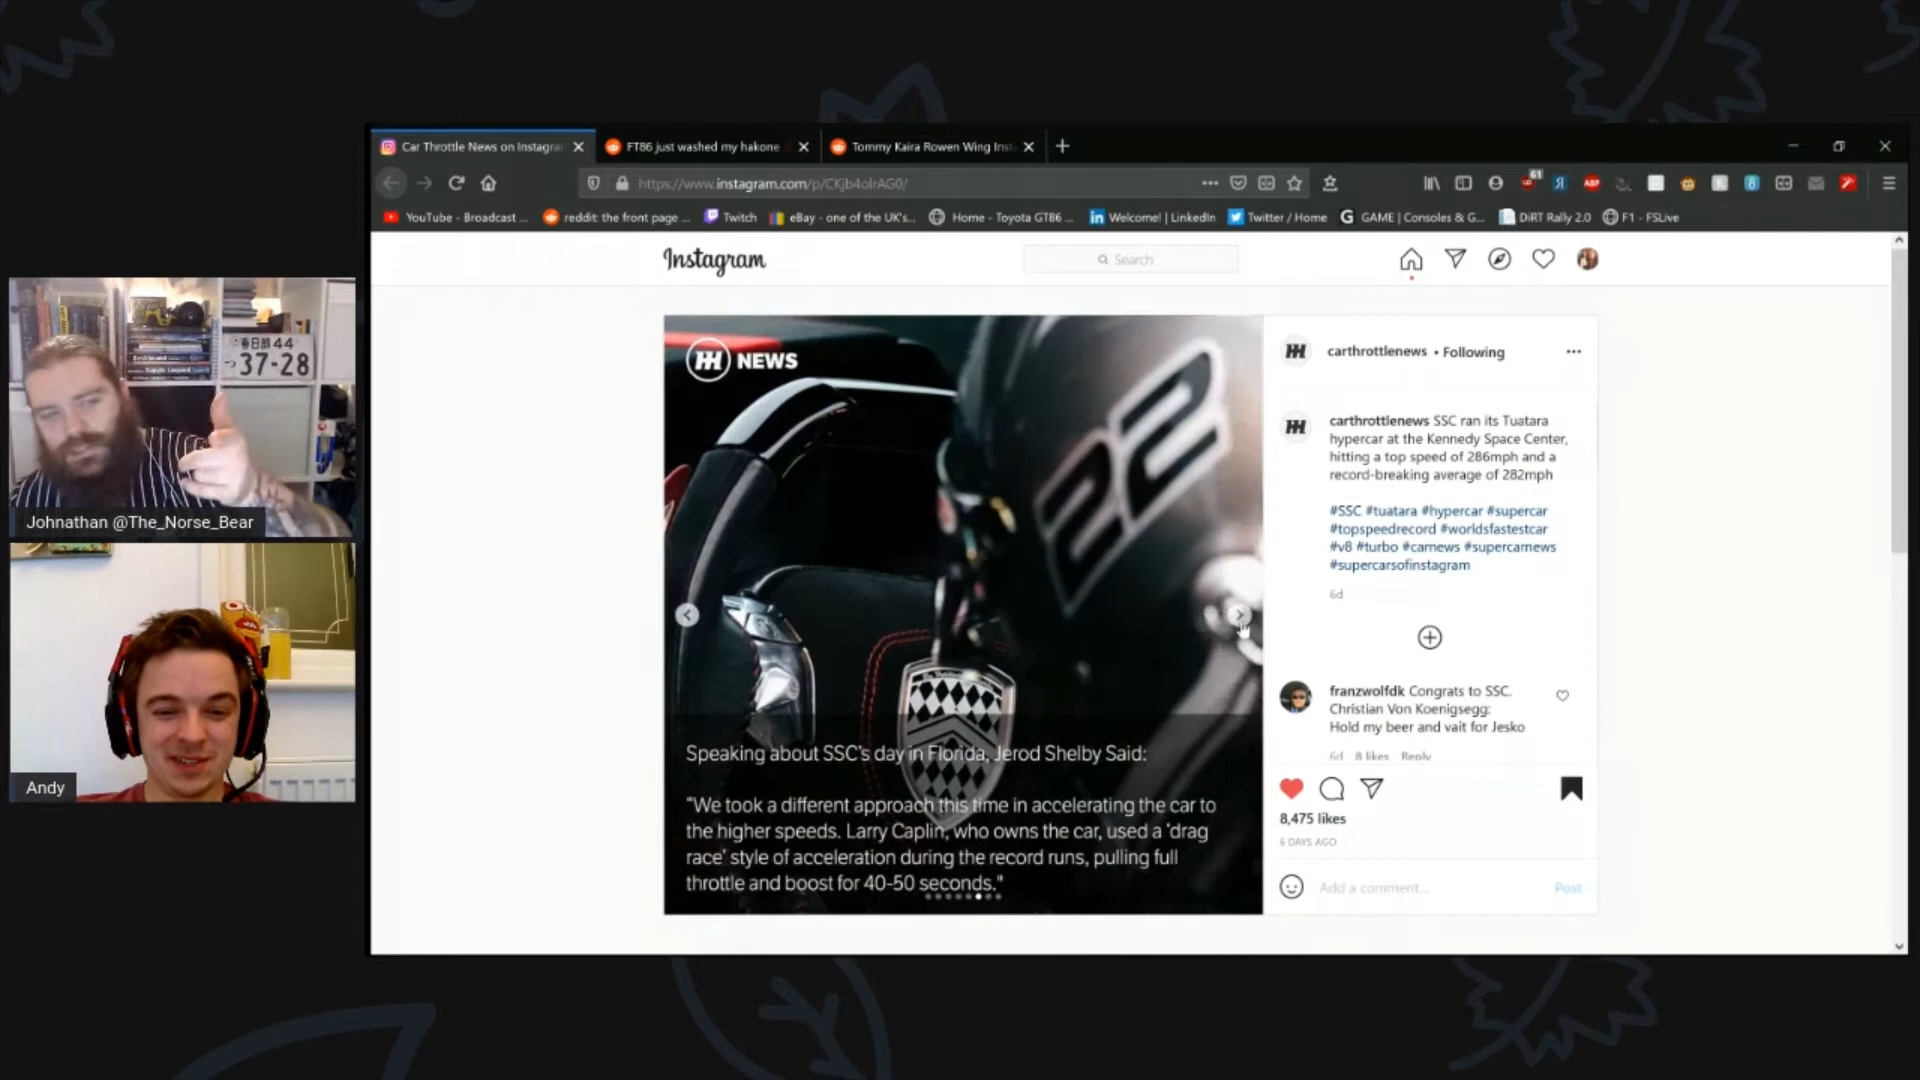 Car Throttle News on Instagra
FT86 just washed my hakone
Tommy Kaira Rowen Wing Inst
https://www.instagram.com/p/CKjb4olrAG0/
61
ABP
YouTube - Broadcast ...
reddit: the front page ...
Twitch
eBay - one of the UK's...
Home - Toyota GT86 ...
Welcome! | LinkedIn
Twitter / Home
GAME | Consoles & G...
DiRT Rally 2.0
F1 - FSLive
Instagram
Search
春日部 44
37-28
Johnathan @The_Norse_Bear
Andy
NEWS
22
Speaking about SSC's day in Florida, Jerod Shelby Said:
"We took a different approach this time in accelerating the car to
the higher speeds. Larry Caplin, who owns the car, used a 'drag
race' style of acceleration during the record runs, pulling full
throttle and boost for 40-50 seconds."
carthrottlenews • Following
carthrottlenews SSC ran its Tuatara
hypercar at the Kennedy Space Center,
hitting a top speed of 286mph and a
record-breaking average of 282mph
#SSC #tuatara #hypercar #supercar
#topspeedrecord #worldsfastestcar
#v8 #turbo #carnews #supercarnews
#supercarsofinstagram
6d
franzwolfdk Congrats to SSC.
Christian Von Koenigsegg:
Hold my beer and vait for Jesko
6d 8 likes Reply
8,475 likes
6 DAYS AGO
Add a comment...
Post